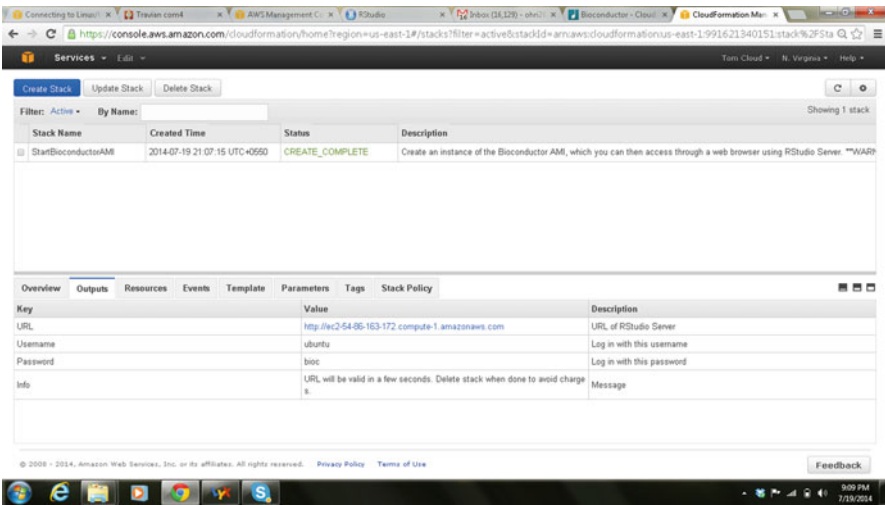 Connecting to Linux/
Travian com4
AWS Management C
RStudio
Inbox (16,129) - ohri2
Bioconductor - Cloud
CloudFormation Man
https://console.aws.amazon.com/cloudformation/home?region=us-east-1#/stacks?filter=active&stackId=arn:aws:cloudformation:us-east-1:991621340151:stack%2FSta
Services Edit Tom Cloud N. Virginia Help
Create Stack Update Stack Delete Stack
Filter: Active By Name: Showing 1 stack
Stack Name Created Time Status Description
StartBioconductorAMI 2014-07-19 21:07:15 UTC+0550 CREATE_COMPLETE Create an instance of the Bioconductor AMI, which you can then access through a web browser using RStudio Server. **WARN
Overview Outputs Resources Events Template Parameters Tags Stack Policy
Key Value Description
URL http://ec2-54-86-163-172.compute-1.amazonaws.com URL of RStudio Server
Username ubuntu Log in with this username
Password bioc Log in with this password
Info URL will be valid in a few seconds. Delete stack when done to avoid charge
s. Message
© 2008 - 2014, Amazon Web Services, Inc. or its affiliates. All rights reserved. Privacy Policy Terms of Use
Feedback
9:09 PM
7/19/2014